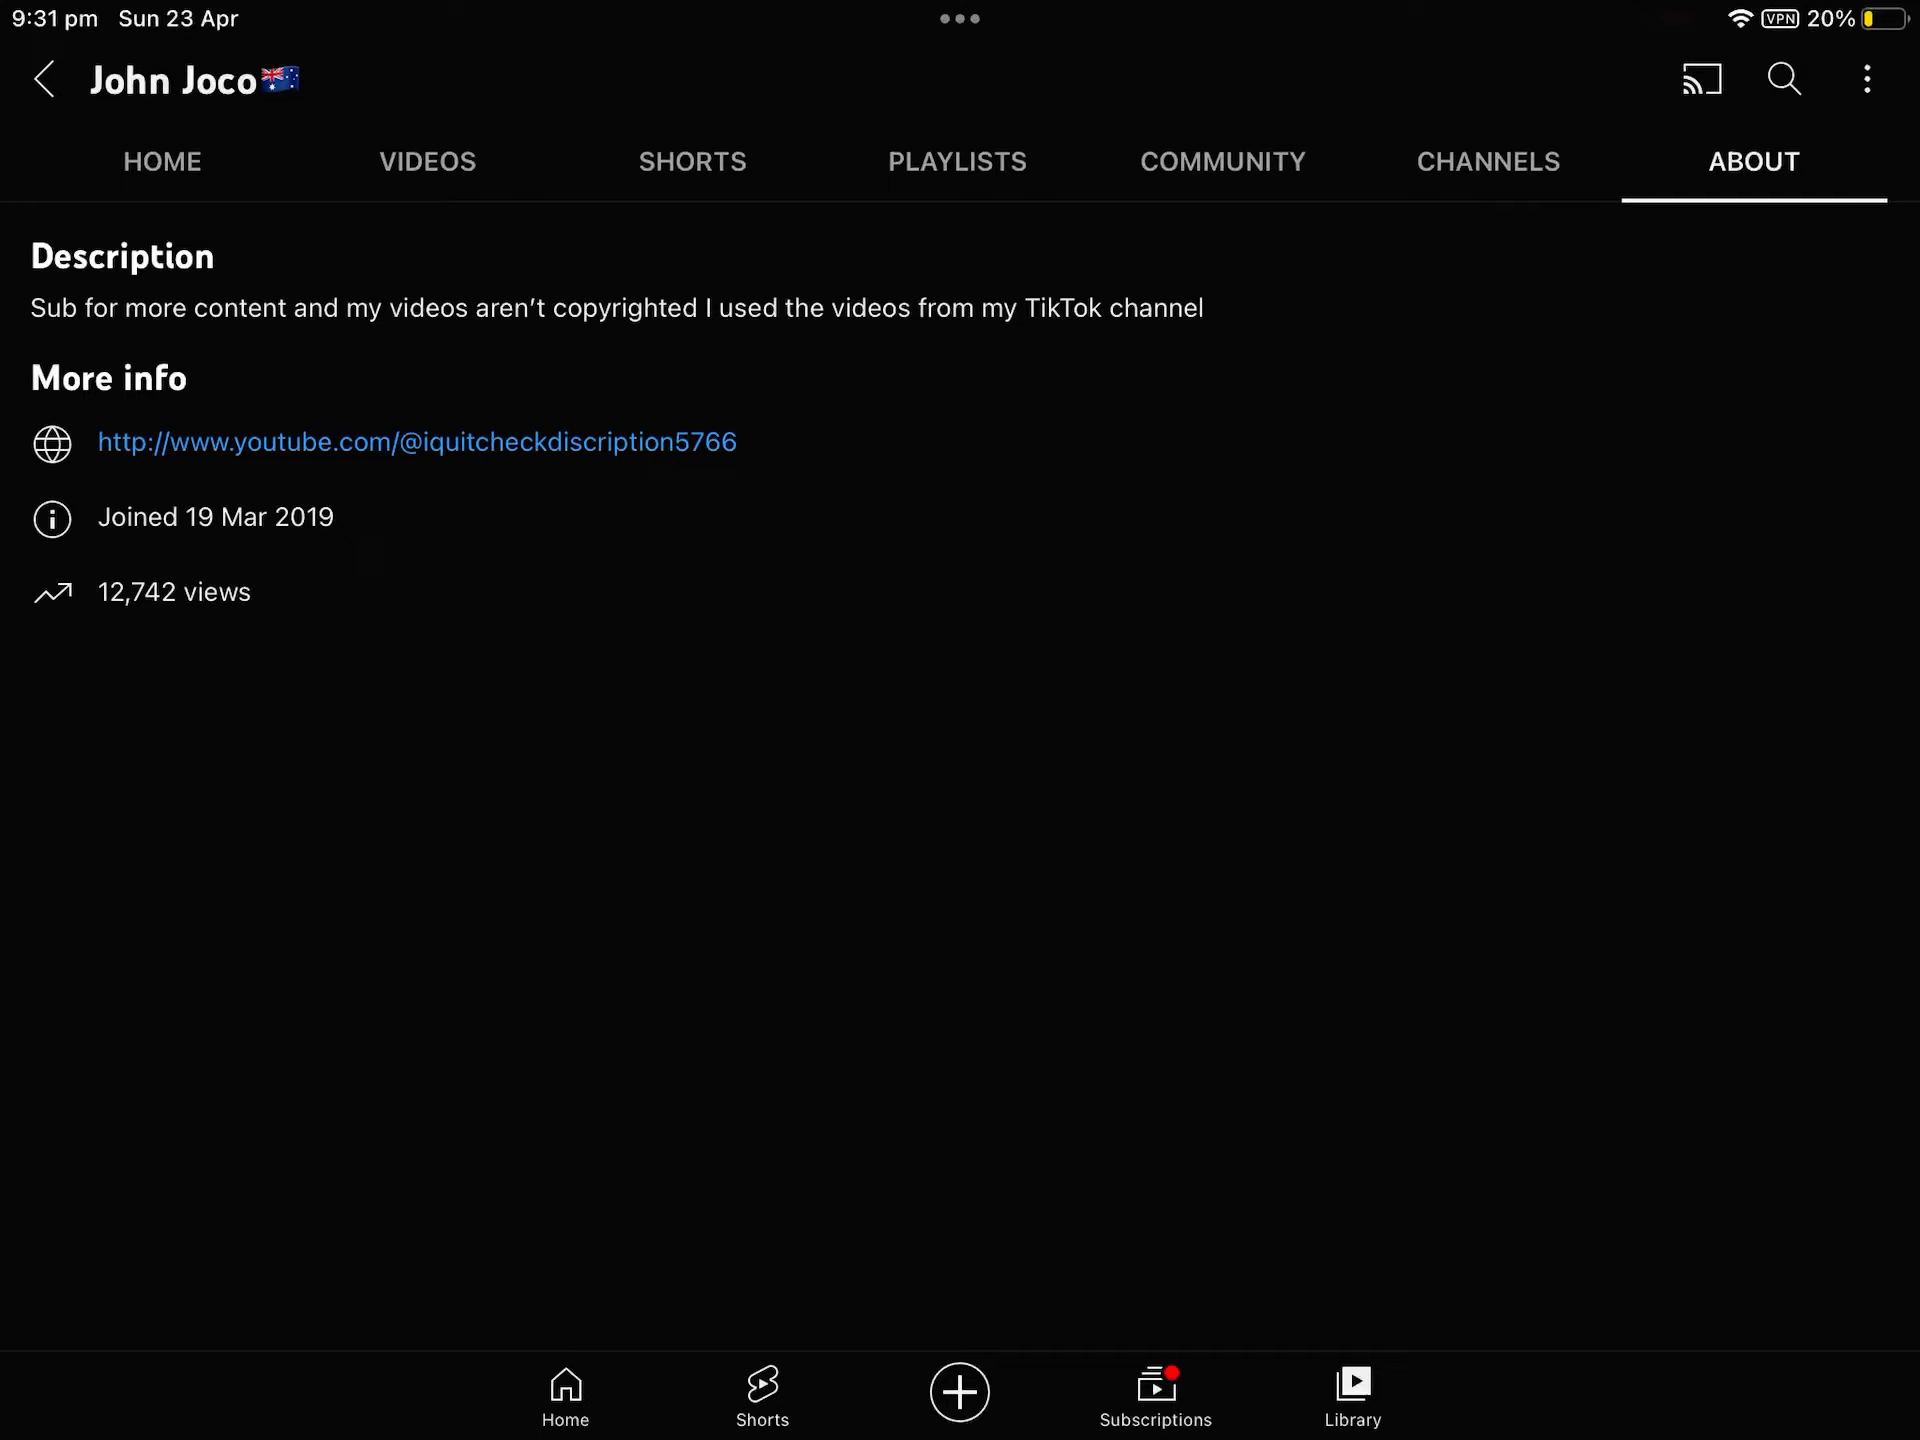 9:31 pm Sun 23 Apr
VPN 20%
John Joco🇦🇺
HOME VIDEOS SHORTS PLAYLISTS COMMUNITY CHANNELS ABOUT
Description
Sub for more content and my videos aren’t copyrighted I used the videos from my TikTok channel
More info
http://www.youtube.com/@iquitcheckdiscription5766
Joined 19 Mar 2019
12,742 views
Home Shorts Subscriptions Library